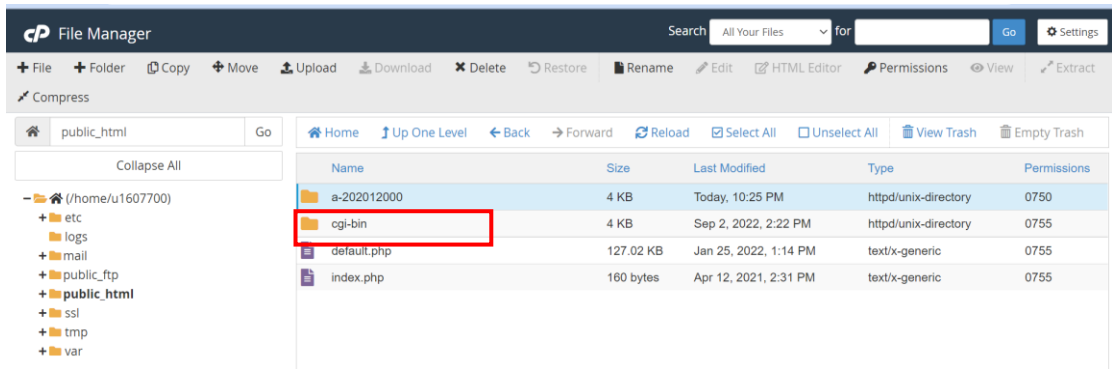 cP File Manager Search All Your Files for Go Settings
File Folder Copy Move Upload Download Delete Restore Rename Edit HTML Editor Permissions View Extract
Compress
public_html Go Home Up One Level Back Forward Reload Select All Unselect All View Trash Empty Trash
Collapse All
Name Size Last Modified Type Permissions
(/home/u1607700)
etc
logs
mail
public_ftp
public_html
ssl
tmp
var
a-202012000 4 KB Today, 10:25 PM httpd/unix-directory 0750
cgi-bin 4 KB Sep 2, 2022, 2:22 PM httpd/unix-directory 0755
default.php 127.02 KB Jan 25, 2022, 1:14 PM text/x-generic 0755
index.php 160 bytes Apr 12, 2021, 2:31 PM text/x-generic 0755